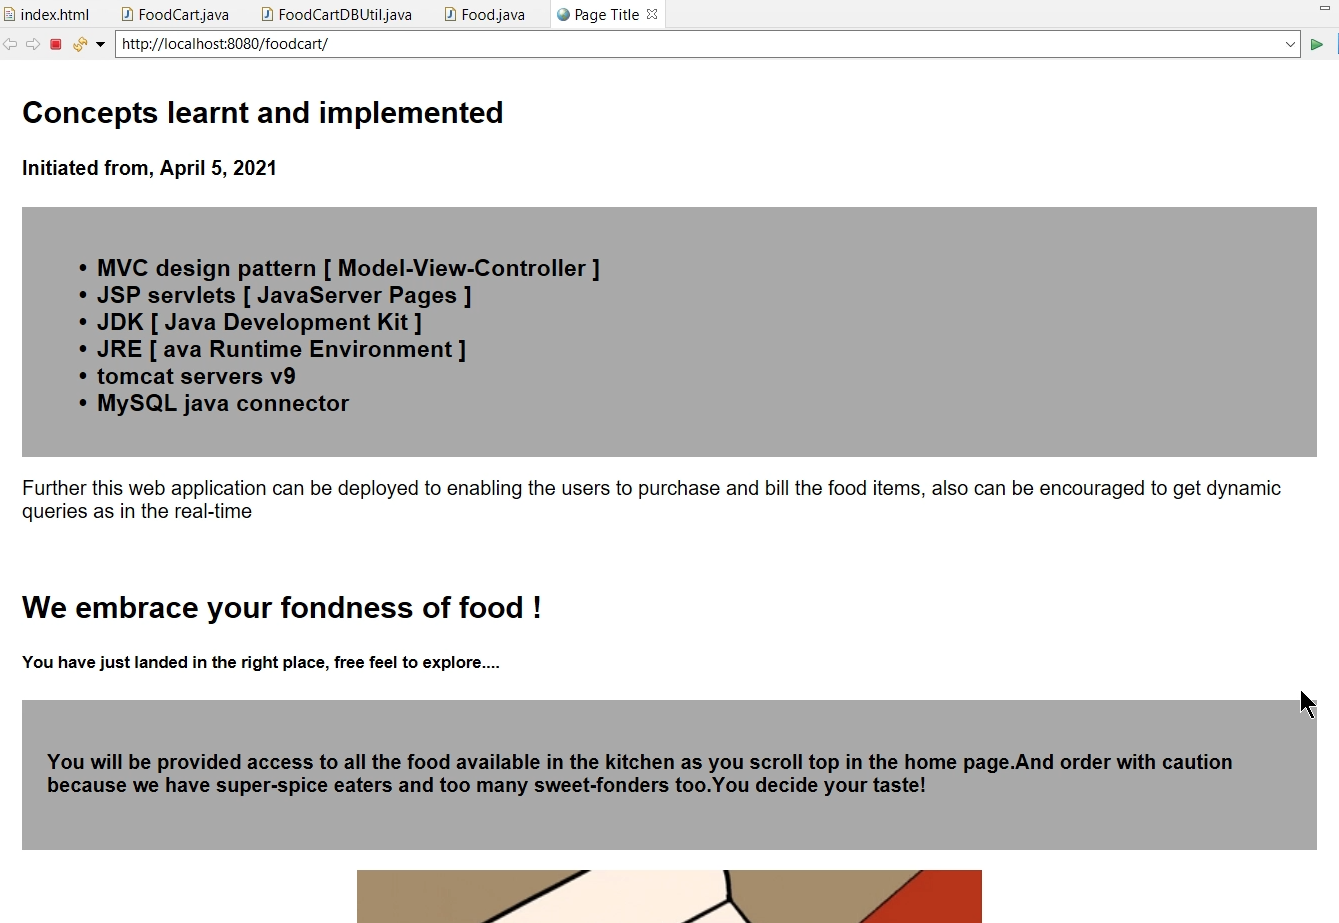 index.html FoodCart.java FoodCartDBUtil.java Food.java Page Title
http://localhost:8080/foodcart/
Concepts learnt and implemented
Initiated from, April 5, 2021
• MVC design pattern [ Model-View-Controller ]
• JSP servlets [ JavaServer Pages ]
• JDK [ Java Development Kit ]
• JRE [ ava Runtime Environment ]
• tomcat servers v9
• MySQL java connector
Further this web application can be deployed to enabling the users to purchase and bill the food items, also can be encouraged to get dynamic
queries as in the real-time
We embrace your fondness of food !
You have just landed in the right place, free feel to explore....
You will be provided access to all the food available in the kitchen as you scroll top in the home page.And order with caution
because we have super-spice eaters and too many sweet-fonders too.You decide your taste!